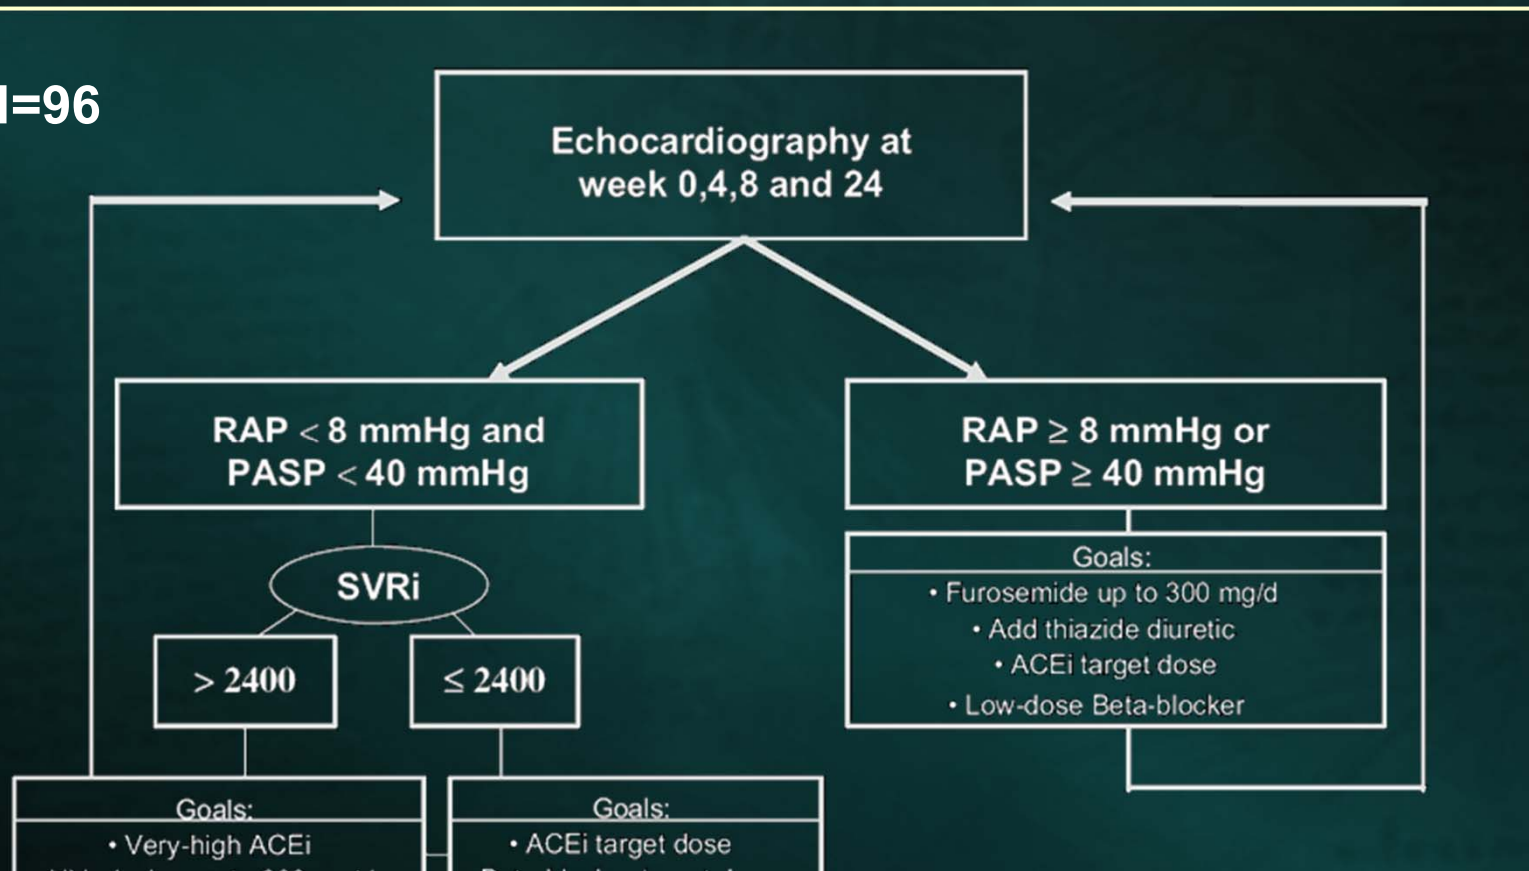 =96
Echocardiography at
week 0,4,8 and 24
RAP < 8 mmHg and
PASP < 40 mmHg
RAP ≥ 8 mmHg or
PASP ≥ 40 mmHg
SVRi
> 2400
≤ 2400
Goals:
• Furosemide up to 300 mg/d
• Add thiazide diuretic
• ACEi target dose
• Low-dose Beta-blocker
Goals:
• Very-high ACEi
Goals:
• ACEi target dose